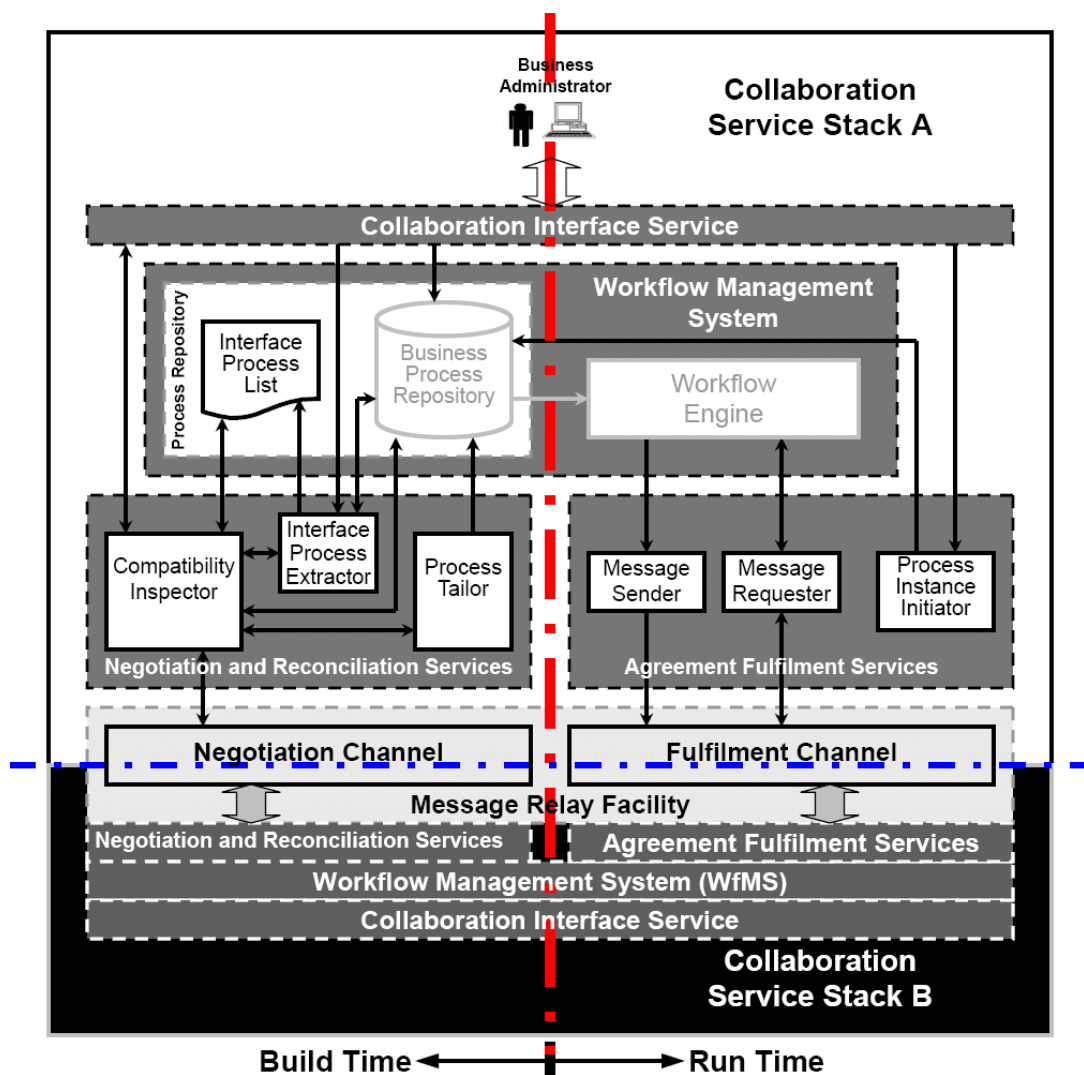 Business
Administrator
Collaboration
Service Stack A
Collaboration Interface Service
Process Repository
Interface
Process
List
Business
Process
Repository
Workflow Management
System
Workflow
Engine
Compatibility
Inspector
Interface
Process
Extractor
Process
Tailor
Negotiation and Reconciliation Services
Message
Sender
Message
Requester
Process
Instance
Initiator
Agreement Fulfilment Services
Negotiation Channel
Fulfilment Channel
Message Relay Facility
Negotiation and Reconciliation Services
Agreement Fulfilment Services
Workflow Management System (WfMS)
Collaboration Interface Service
Collaboration
Service Stack B
Build Time
Run Time